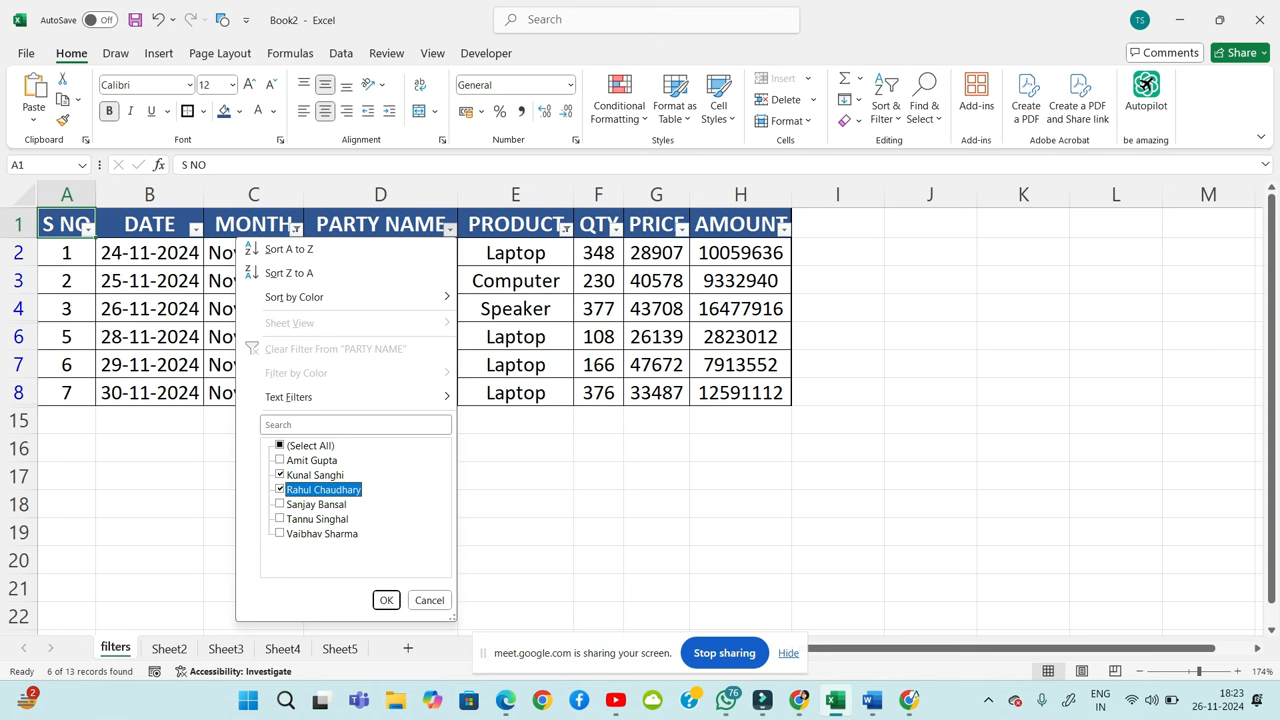 AutoSave Off Book2 - Excel Search TS
File Home Draw Insert Page Layout Formulas Data Review View Developer Comments Share
Paste Calibri 12 General Conditional Formatting Format as Table Cell Styles Insert Delete Format Sort & Filter Find & Select Add-ins Create a PDF Create a PDF and Share link Autopilot
Clipboard Font Alignment Number Styles Cells Editing Add-ins Adobe Acrobat be amazing
A1 fx S NO
A B C D E F G H I J K L M
1 S NO DATE MONTH PARTY NAME PRODUCT QTY PRICE AMOUNT
2 1 24-11-2024 Nov Laptop 348 28907 10059636
3 2 25-11-2024 Nov Computer 230 40578 9332940
4 3 26-11-2024 Nov Speaker 377 43708 16477916
6 5 28-11-2024 Nov Laptop 108 26139 2823012
7 6 29-11-2024 Nov Laptop 166 47672 7913552
8 7 30-11-2024 Nov Laptop 376 33487 12591112
15
16
17
18
19
20
21
22
Sort A to Z
Sort Z to A
Sort by Color
Sheet View
Clear Filter From "PARTY NAME"
Filter by Color
Text Filters
Search
(Select All)
Amit Gupta
Kunal Sanghi
Rahul Chaudhary
Sanjay Bansal
Tannu Singhal
Vaibhav Sharma
OK Cancel
filters Sheet2 Sheet3 Sheet4 Sheet5
meet.google.com is sharing your screen. Stop sharing Hide
Ready 6 of 13 records found Accessibility: Investigate 174%
2 76 ENG IN 18:23 26-11-2024